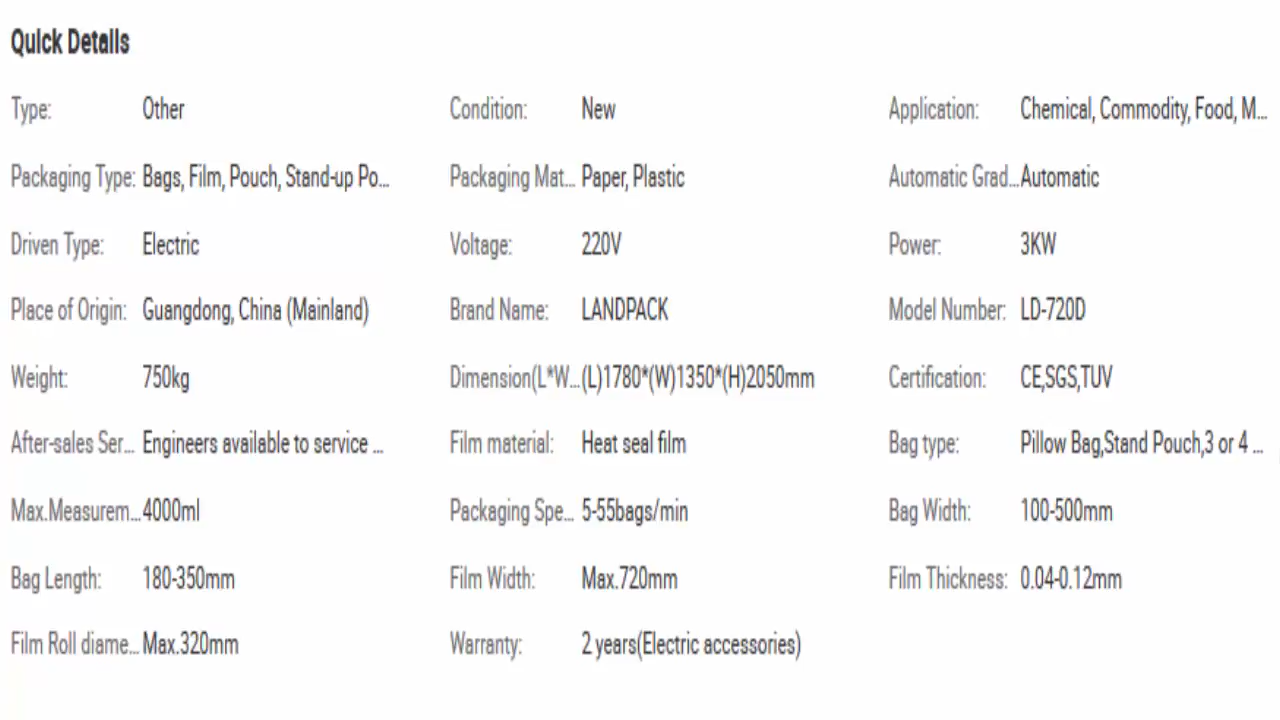 Quick Details
Type: Other Condition: New Application: Chemical, Commodity, Food, M...
Packaging Type: Bags, Film, Pouch, Stand-up Po... Packaging Mat... Paper, Plastic Automatic Grad... Automatic
Driven Type: Electric Voltage: 220V Power: 3KW
Place of Origin: Guangdong, China (Mainland) Brand Name: LANDPACK Model Number: LD-720D
Weight: 750kg Dimension(L*W... (L)1780*(W)1350*(H)2050mm Certification: CE,SGS,TUV
After-sales Ser... Engineers available to service ... Film material: Heat seal film Bag type: Pillow Bag,Stand Pouch,3 or 4 ...
Max.Measurem... 4000ml Packaging Spe... 5-55bags/min Bag Width: 100-500mm
Bag Length: 180-350mm Film Width: Max.720mm Film Thickness: 0.04-0.12mm
Film Roll diame... Max.320mm Warranty: 2 years(Electric accessories)